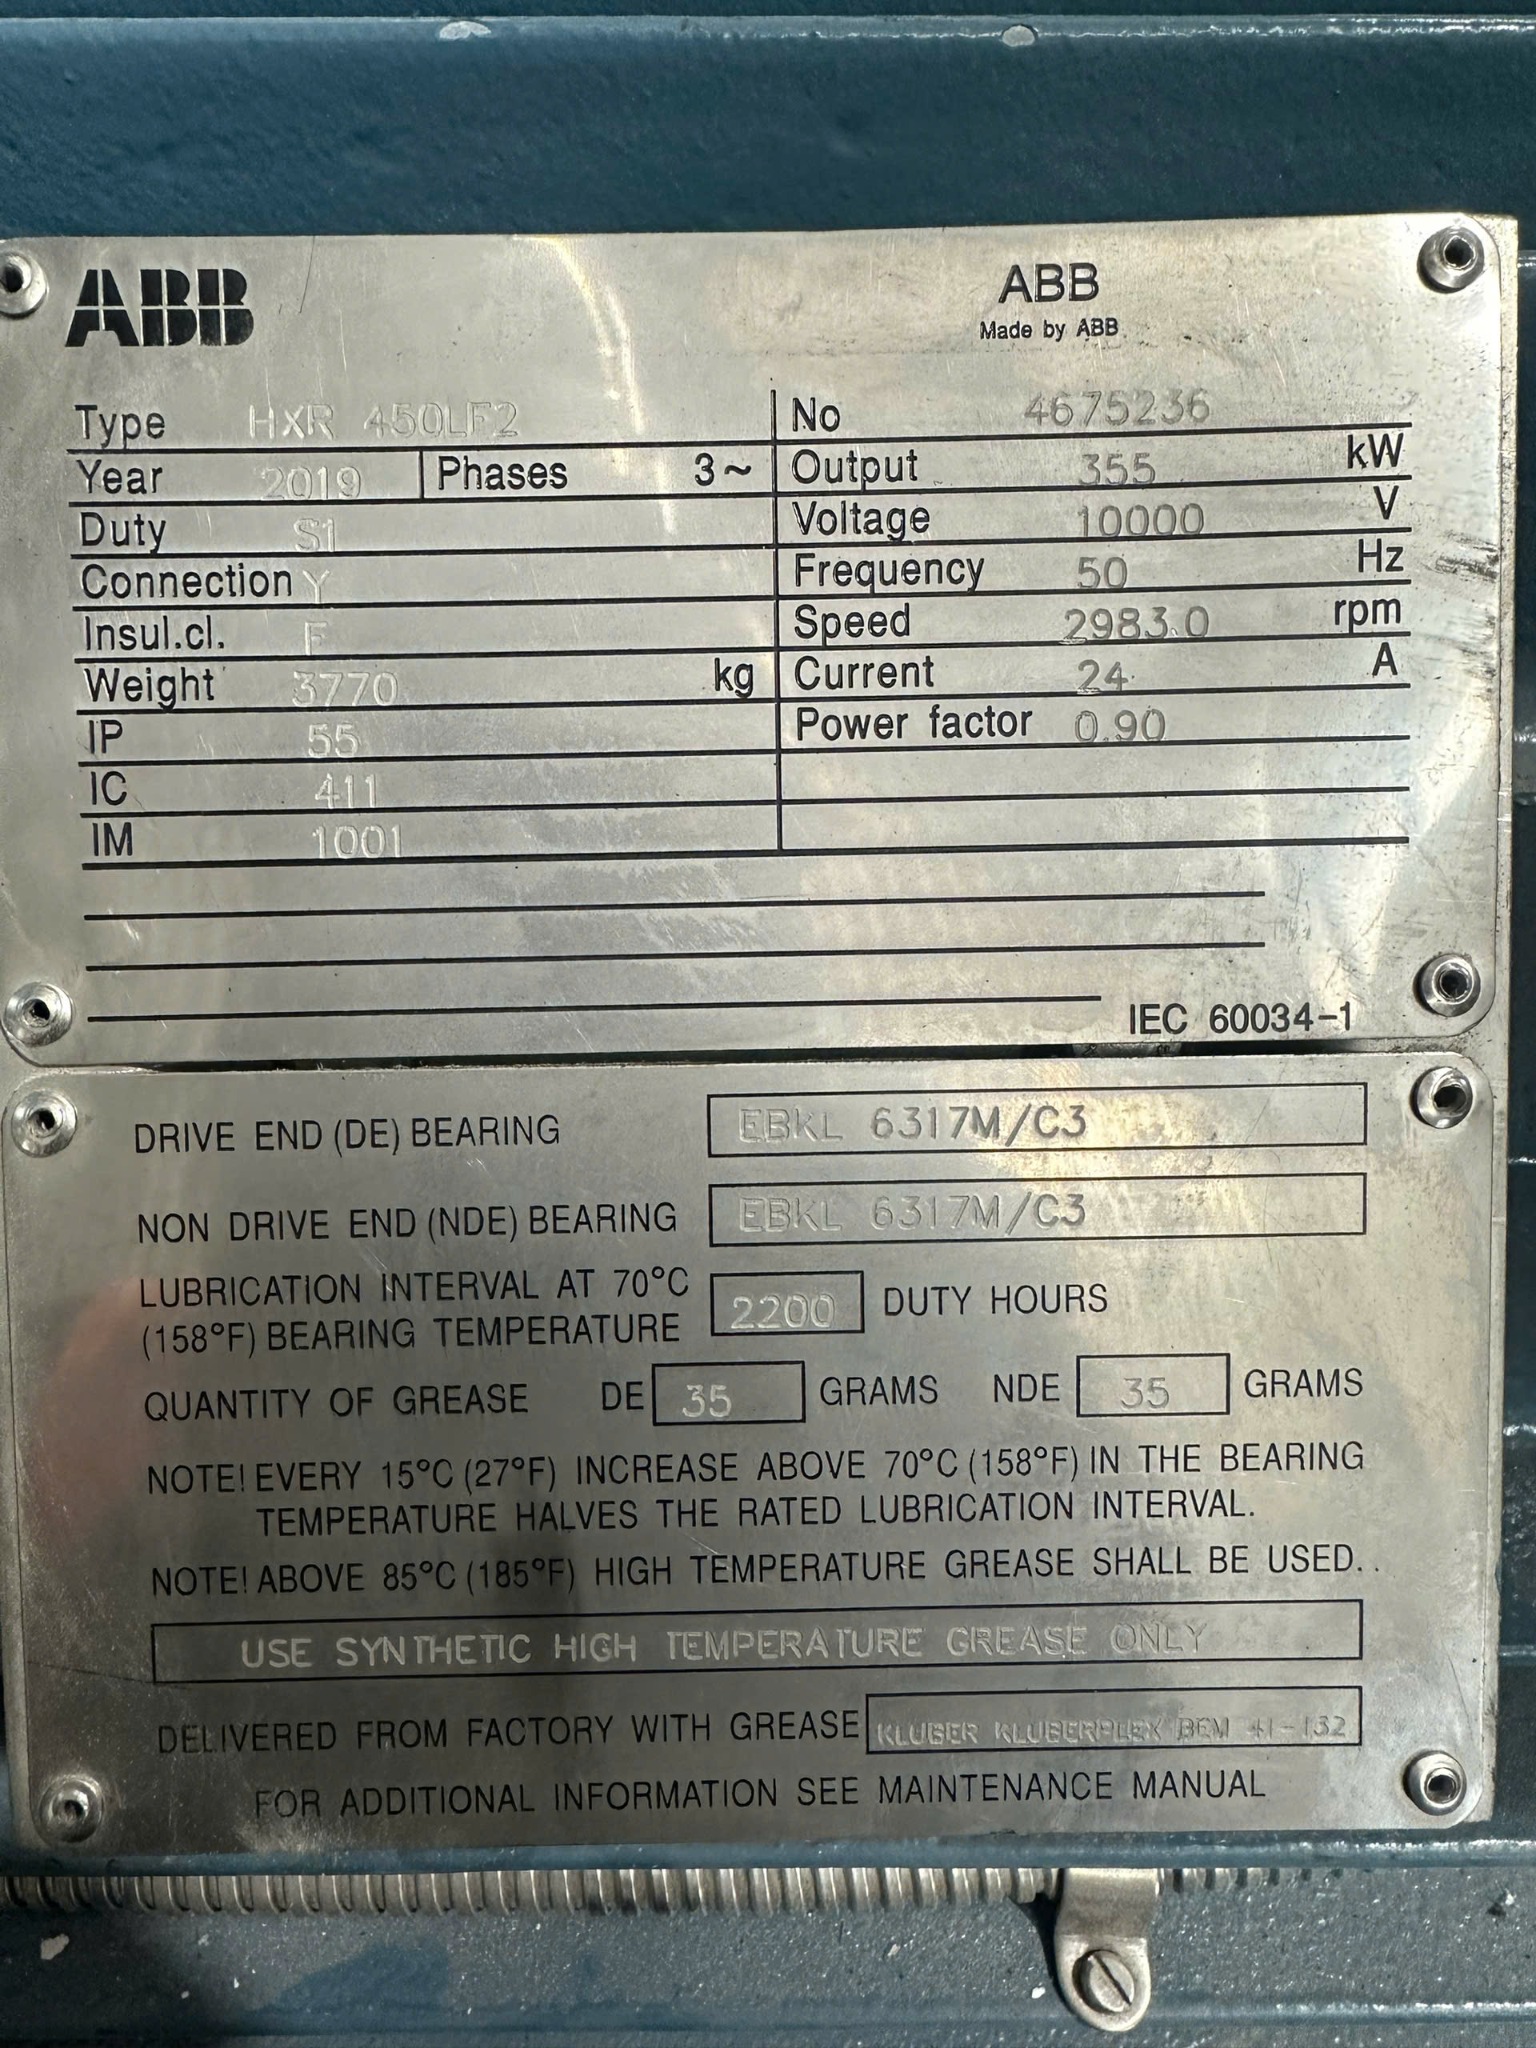 ABB
ABB
Made by ABB
Type HXR 450LF2
No 4675236
Year 2019 Phases 3~
Output 355 kW
Duty S1
Voltage 10000 V
Connection Y
Frequency 50 Hz
Insul.cl. F
Speed 2983.0 rpm
Weight 3770 kg
Current 24 A
IP 55
Power factor 0.90
IC 411
IM 1001
IEC 60034-1
DRIVE END (DE) BEARING EBKL 6317M/C3
NON DRIVE END (NDE) BEARING EBKL 6317M/C3
LUBRICATION INTERVAL AT 70°C
(158°F) BEARING TEMPERATURE 2200 DUTY HOURS
QUANTITY OF GREASE DE 35 GRAMS NDE 35 GRAMS
NOTE! EVERY 15°C (27°F) INCREASE ABOVE 70°C (158°F) IN THE BEARING
TEMPERATURE HALVES THE RATED LUBRICATION INTERVAL.
NOTE! ABOVE 85°C (185°F) HIGH TEMPERATURE GREASE SHALL BE USED..
USE SYNTHETIC HIGH TEMPERATURE GREASE ONLY
DELIVERED FROM FACTORY WITH GREASE KLUBER KLUBERPLEX BEM 41-132
FOR ADDITIONAL INFORMATION SEE MAINTENANCE MANUAL